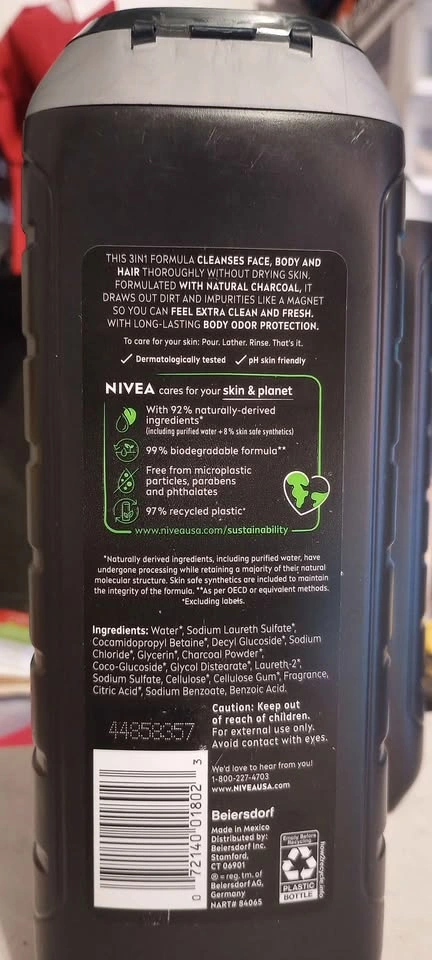 THIS 3IN1 FORMULA CLEANSES FACE, BODY AND
HAIR THOROUGHLY WITHOUT DRYING SKIN.
FORMULATED WITH NATURAL CHARCOAL, IT
DRAWS OUT DIRT AND IMPURITIES LIKE A MAGNET
SO YOU CAN FEEL EXTRA CLEAN AND FRESH.
WITH LONG-LASTING BODY ODOR PROTECTION.
To care for your skin: Pour. Lather. Rinse. That's it.
✓ Dermatologically tested ✓ pH skin friendly
NIVEA cares for your skin & planet
With 92% naturally-derived
ingredients*
(including purified water + 8% skin safe synthetics)
99% biodegradable formula**
Free from microplastic
particles, parabens
and phthalates
97% recycled plastic°
www.niveausa.com/sustainability
*Naturally derived ingredients, including purified water, have
undergone processing while retaining a majority of their natural
molecular structure. Skin safe synthetics are included to maintain
the integrity of the formula. **As per OECD or equivalent methods.
°Excluding labels.
Ingredients: Water*, Sodium Laureth Sulfate*,
Cocamidopropyl Betaine*, Decyl Glucoside*, Sodium
Chloride*, Glycerin*, Charcoal Powder*,
Coco-Glucoside*, Glycol Distearate*, Laureth-2*,
Sodium Sulfate, Cellulose*, Cellulose Gum*, Fragrance,
Citric Acid*, Sodium Benzoate, Benzoic Acid.
Caution: Keep out
of reach of children.
For external use only.
Avoid contact with eyes.
44858357
We'd love to hear from you!
1-800-227-4703
www.NIVEAUSA.com
Beiersdorf
Made in Mexico
Distributed by:
Beiersdorf Inc.
Stamford,
CT 06901
® = reg. tm. of
Beiersdorf AG,
Germany
NART# 84065
0 72140 01802 3
Empty Before
Recycling
PLASTIC
BOTTLE
how2recycle.info